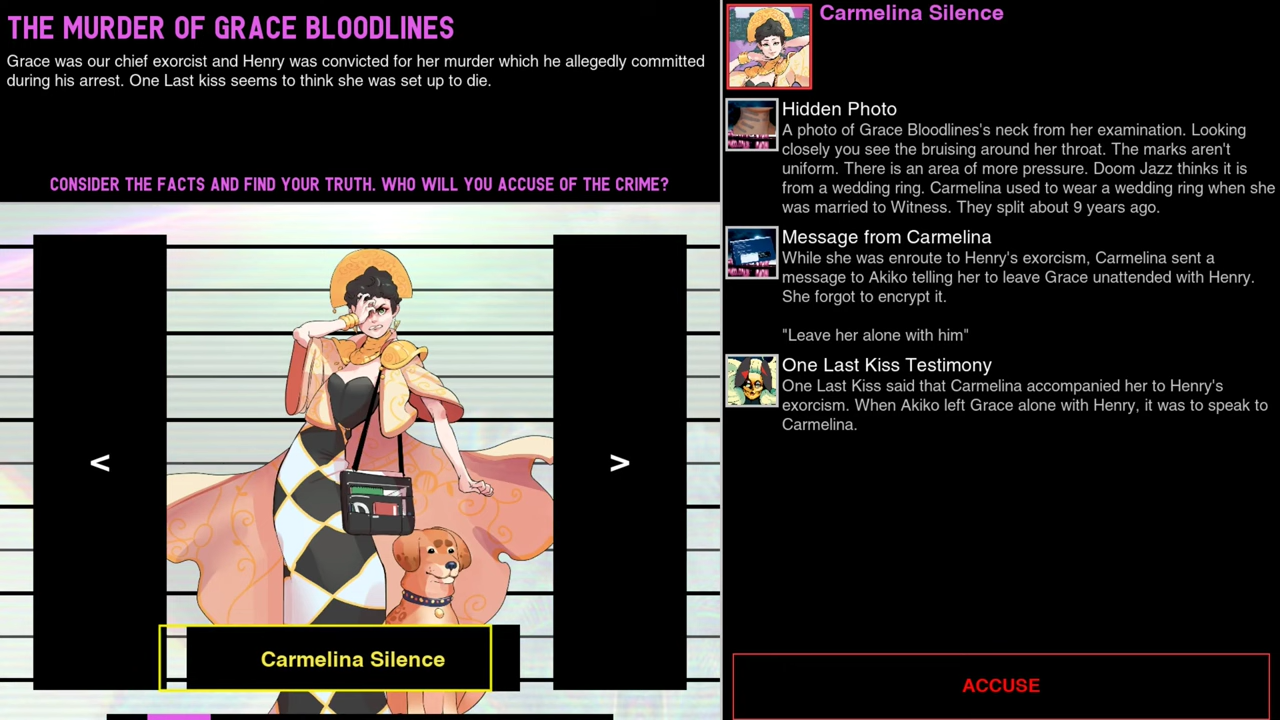 THE MURDER OF GRACE BLOODLINES
Grace was our chief exorcist and Henry was convicted for her murder which he allegedly committed
during his arrest. One Last kiss seems to think she was set up to die.
CONSIDER THE FACTS AND FIND YOUR TRUTH. WHO WILL YOU ACCUSE OF THE CRIME?
<
>
Carmelina Silence
Carmelina Silence
Hidden Photo
A photo of Grace Bloodlines's neck from her examination. Looking
closely you see the bruising around her throat. The marks aren't
uniform. There is an area of more pressure. Doom Jazz thinks it is
from a wedding ring. Carmelina used to wear a wedding ring when she
was married to Witness. They split about 9 years ago.
Message from Carmelina
While she was enroute to Henry's exorcism, Carmelina sent a
message to Akiko telling her to leave Grace unattended with Henry.
She forgot to encrypt it.
"Leave her alone with him"
One Last Kiss Testimony
One Last Kiss said that Carmelina accompanied her to Henry's
exorcism. When Akiko left Grace alone with Henry, it was to speak to
Carmelina.
ACCUSE